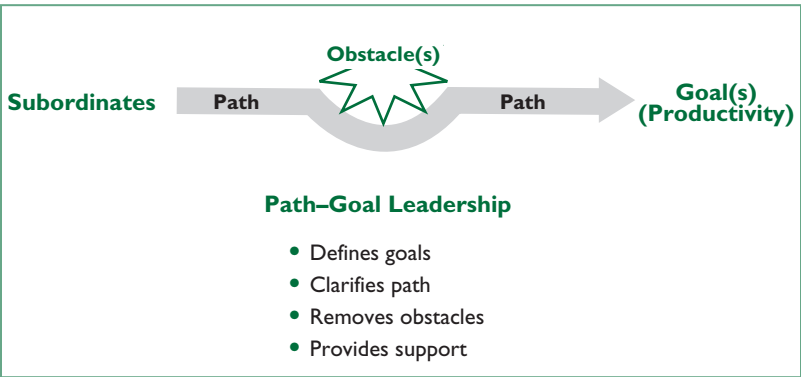 Obstacle(s)
Subordinates Path Path Goal(s)
(Productivity)
Path–Goal Leadership
• Defines goals
• Clarifies path
• Removes obstacles
• Provides support